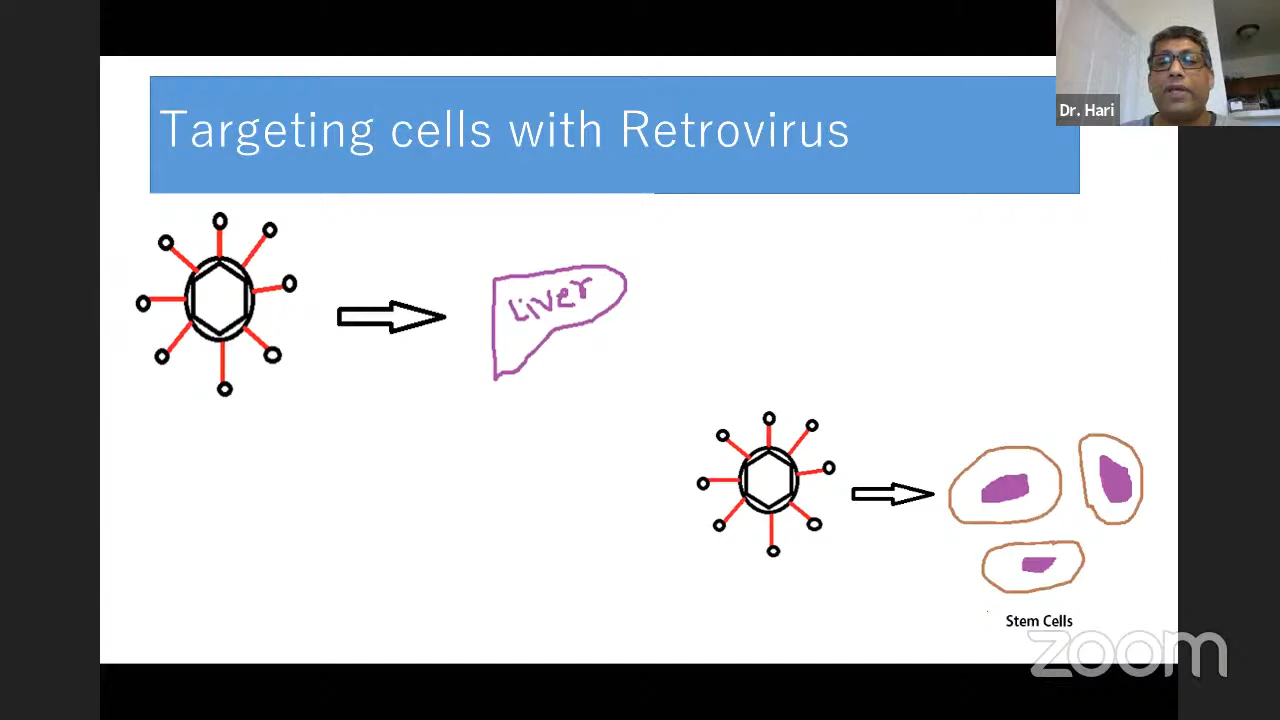 Targeting cells with Retrovirus
Dr. Hari
Liver
Stem Cells
zoom